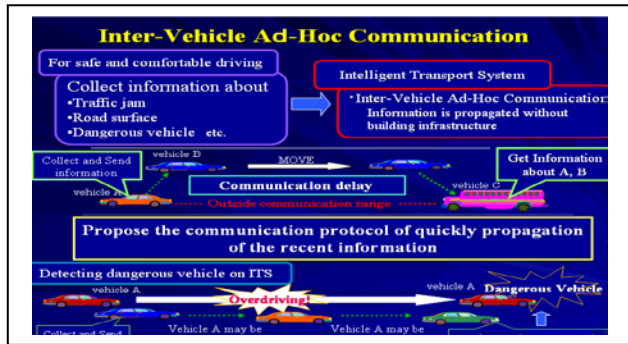 Inter-Vehicle Ad-Hoc Communication
For safe and comfortable driving
Collect information about
•Traffic jam
•Road surface
•Dangerous vehicle etc.
Intelligent Transport System
・Inter-Vehicle Ad-Hoc Communication
Information is propagated without
building infrastructure
Collect and Send
information
vehicle B
MOVE
Get Information
about A, B
vehicle A
Communication delay
vehicle C
Outside communication range
Propose the communication protocol of quickly propagation
of the recent information
Detecting dangerous vehicle on ITS
vehicle A
Overdriving!
vehicle A
Dangerous Vehicle
Collect and Send
Vehicle A may be
Vehicle A may be